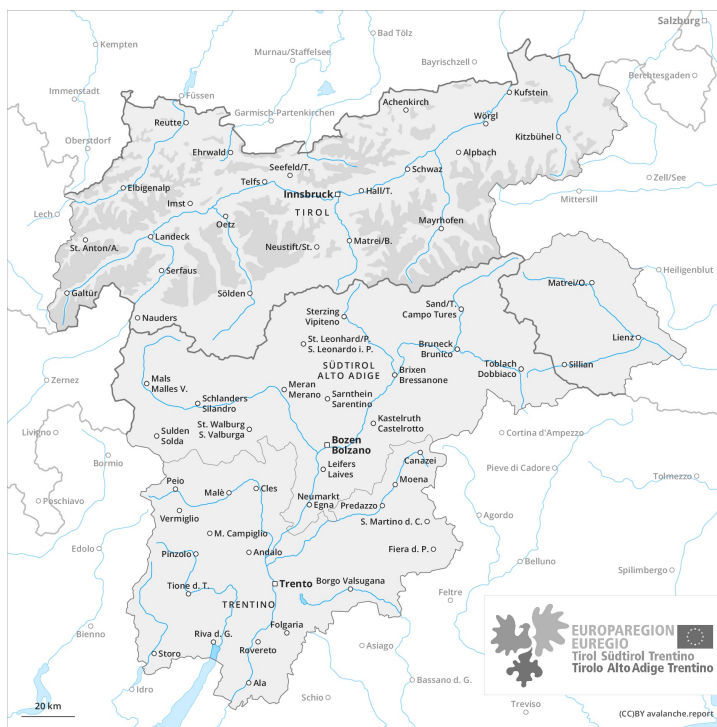 Salzburg
Kempten
Bad Tölz
Murnau/Staffelsee
Bayrischzell
Berchtesgaden
Immenstadt
Füssen
Garmisch-Partenkirchen
Achenkirch
Kufstein
Reutte
Wörgl
Oberstdorf
Ehrwald
Kitzbühel
Alpbach
Seefeld/T.
Telfs
Schwaz
Zell/See
Elbigenalp
Innsbruck
Hall/T.
Mittersill
Imst
TIROL
Lech
Oetz
Mayrhofen
St. Anton/A.
Landeck
Neustift/St.
Matrei/B.
Serfaus
Heiligenblut
Galtür
Sölden
Matrei/O.
Nauders
Sterzing
Vipiteno
Sand/T.
Campo Tures
St. Leonhard/P.
S. Leonardo i. P.
Lienz
Bruneck
Brunico
SÜDTIROL
ALTO ADIGE
Brixen
Bressanone
Toblach
Dobbiaco
Sillian
Zernez
Mals
Malles V.
Meran
Merano
Schlanders
Silandro
Sarnthein
Sarentino
St. Walburg
S. Valburga
Kastelruth
Castelrotto
Livigno
Sulden
Solda
Bozen
Bolzano
Cortina d'Ampezzo
Bormio
Canazei
Leifers
Laives
Pieve di Cadore
Tolmezzo
Moena
Peio
Malè
Cles
Neumarkt
Egna
Predazzo
Poschiavo
Vermiglio
S. Martino d. C.
Agordo
M. Campiglio
Edolo
Pinzolo
Andalo
Fiera d. P.
Belluno
Spilimbergo
Trento
Borgo Valsugana
Tione d. T.
Feltre
TRENTINO
Folgaria
Bienno
Riva d. G.
Rovereto
Asiago
Storo
Bassano d. G.
Idro
Ala
Schio
Treviso
20 km
EUROPAREGION
EUREGIO
Tirol Südtirol Trentino
Tirolo Alto Adige Trentino
(CC)BY avalanche.report